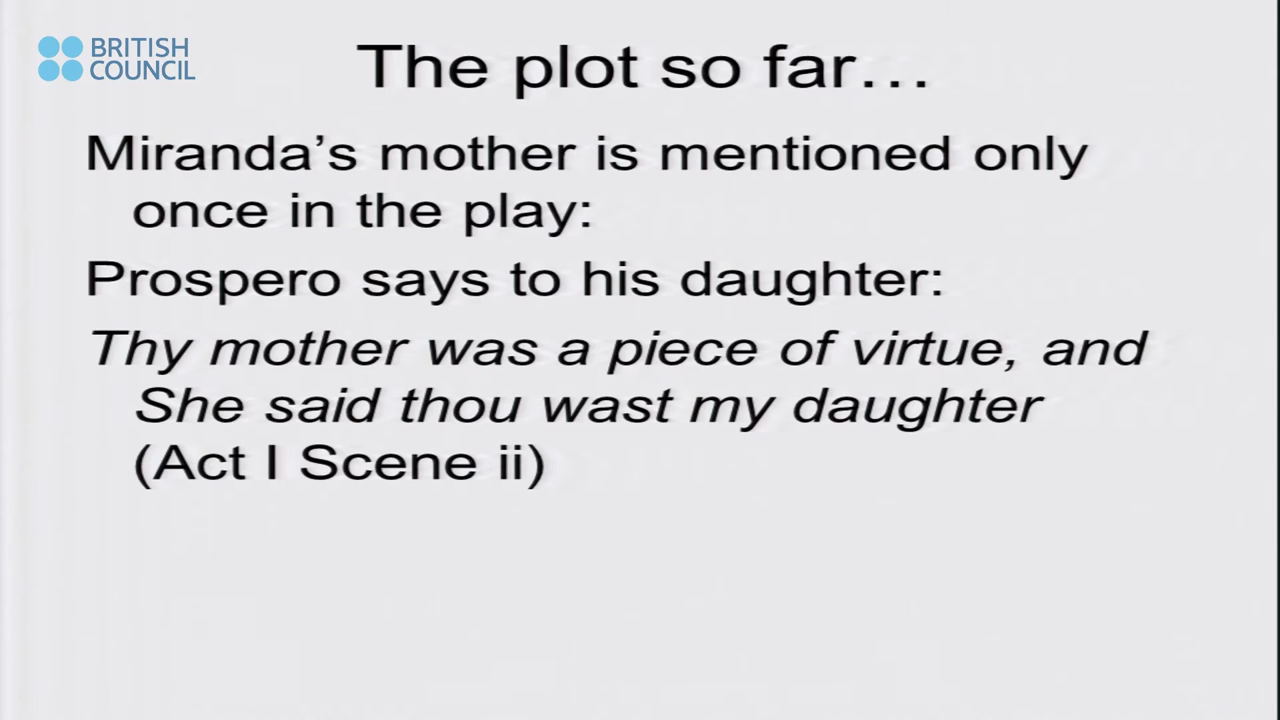 BRITISH
COUNCIL
The plot so far…
Miranda’s mother is mentioned only
once in the play:
Prospero says to his daughter:
Thy mother was a piece of virtue, and
She said thou wast my daughter
(Act I Scene ii)